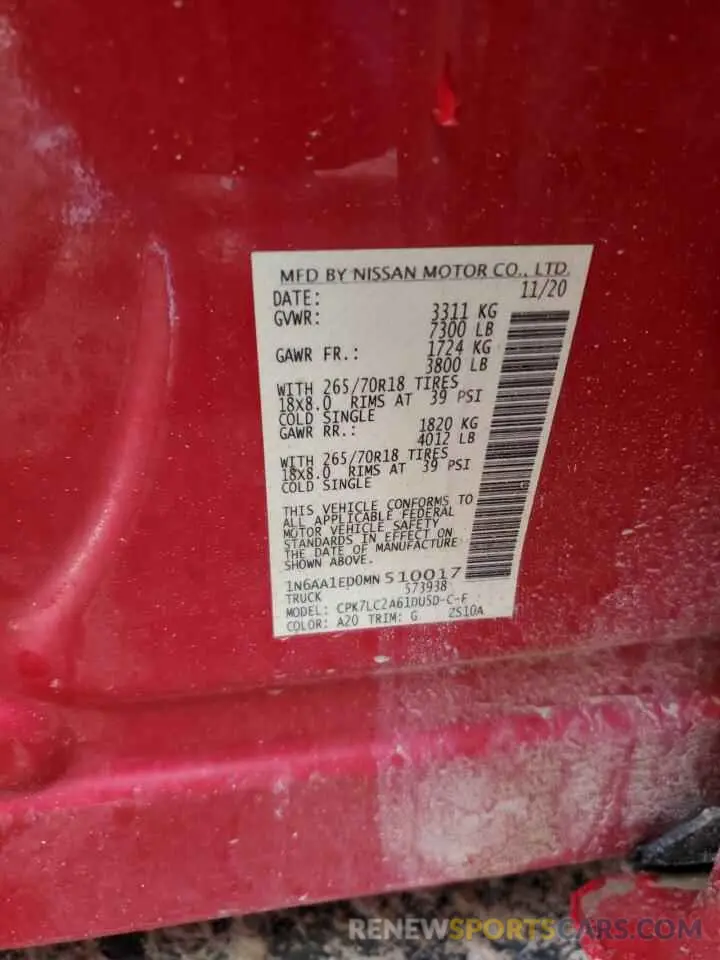 MFD BY NISSAN MOTOR CO., LTD.
DATE: 11/20
GVWR: 3311 KG
7300 LB
GAWR FR.: 1724 KG
3800 LB
WITH 265/70R18 TIRES
18X8.0 RIMS AT 39 PSI
COLD SINGLE
GAWR RR.: 1820 KG
4012 LB
WITH 265/70R18 TIRES
18X8.0 RIMS AT 39 PSI
COLD SINGLE
THIS VEHICLE CONFORMS TO
ALL APPLICABLE FEDERAL
MOTOR VEHICLE SAFETY
STANDARDS IN EFFECT ON
THE DATE OF MANUFACTURE
SHOWN ABOVE.
1N6AA1ED0MN510017
TRUCK 573938
MODEL: CPK7LC2A61DUSD-C-F
COLOR: A20 TRIM: G 2S10A
RENEWSPORTSCARS.COM